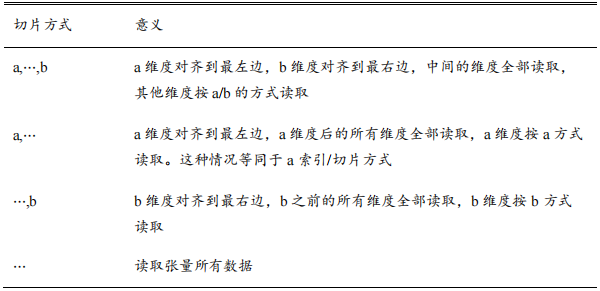 切片方式 意义
a,⋯,b a 维度对齐到最左边，b 维度对齐到最右边，中间的维度全部读取，
其他维度按 a/b 的方式读取
a,⋯ a 维度对齐到最左边，a 维度后的所有维度全部读取，a 维度按 a 方式
读取。这种情况等同于 a 索引/切片方式
⋯,b b 维度对齐到最右边，b 之前的所有维度全部读取，b 维度按 b 方式
读取
⋯ 读取张量所有数据